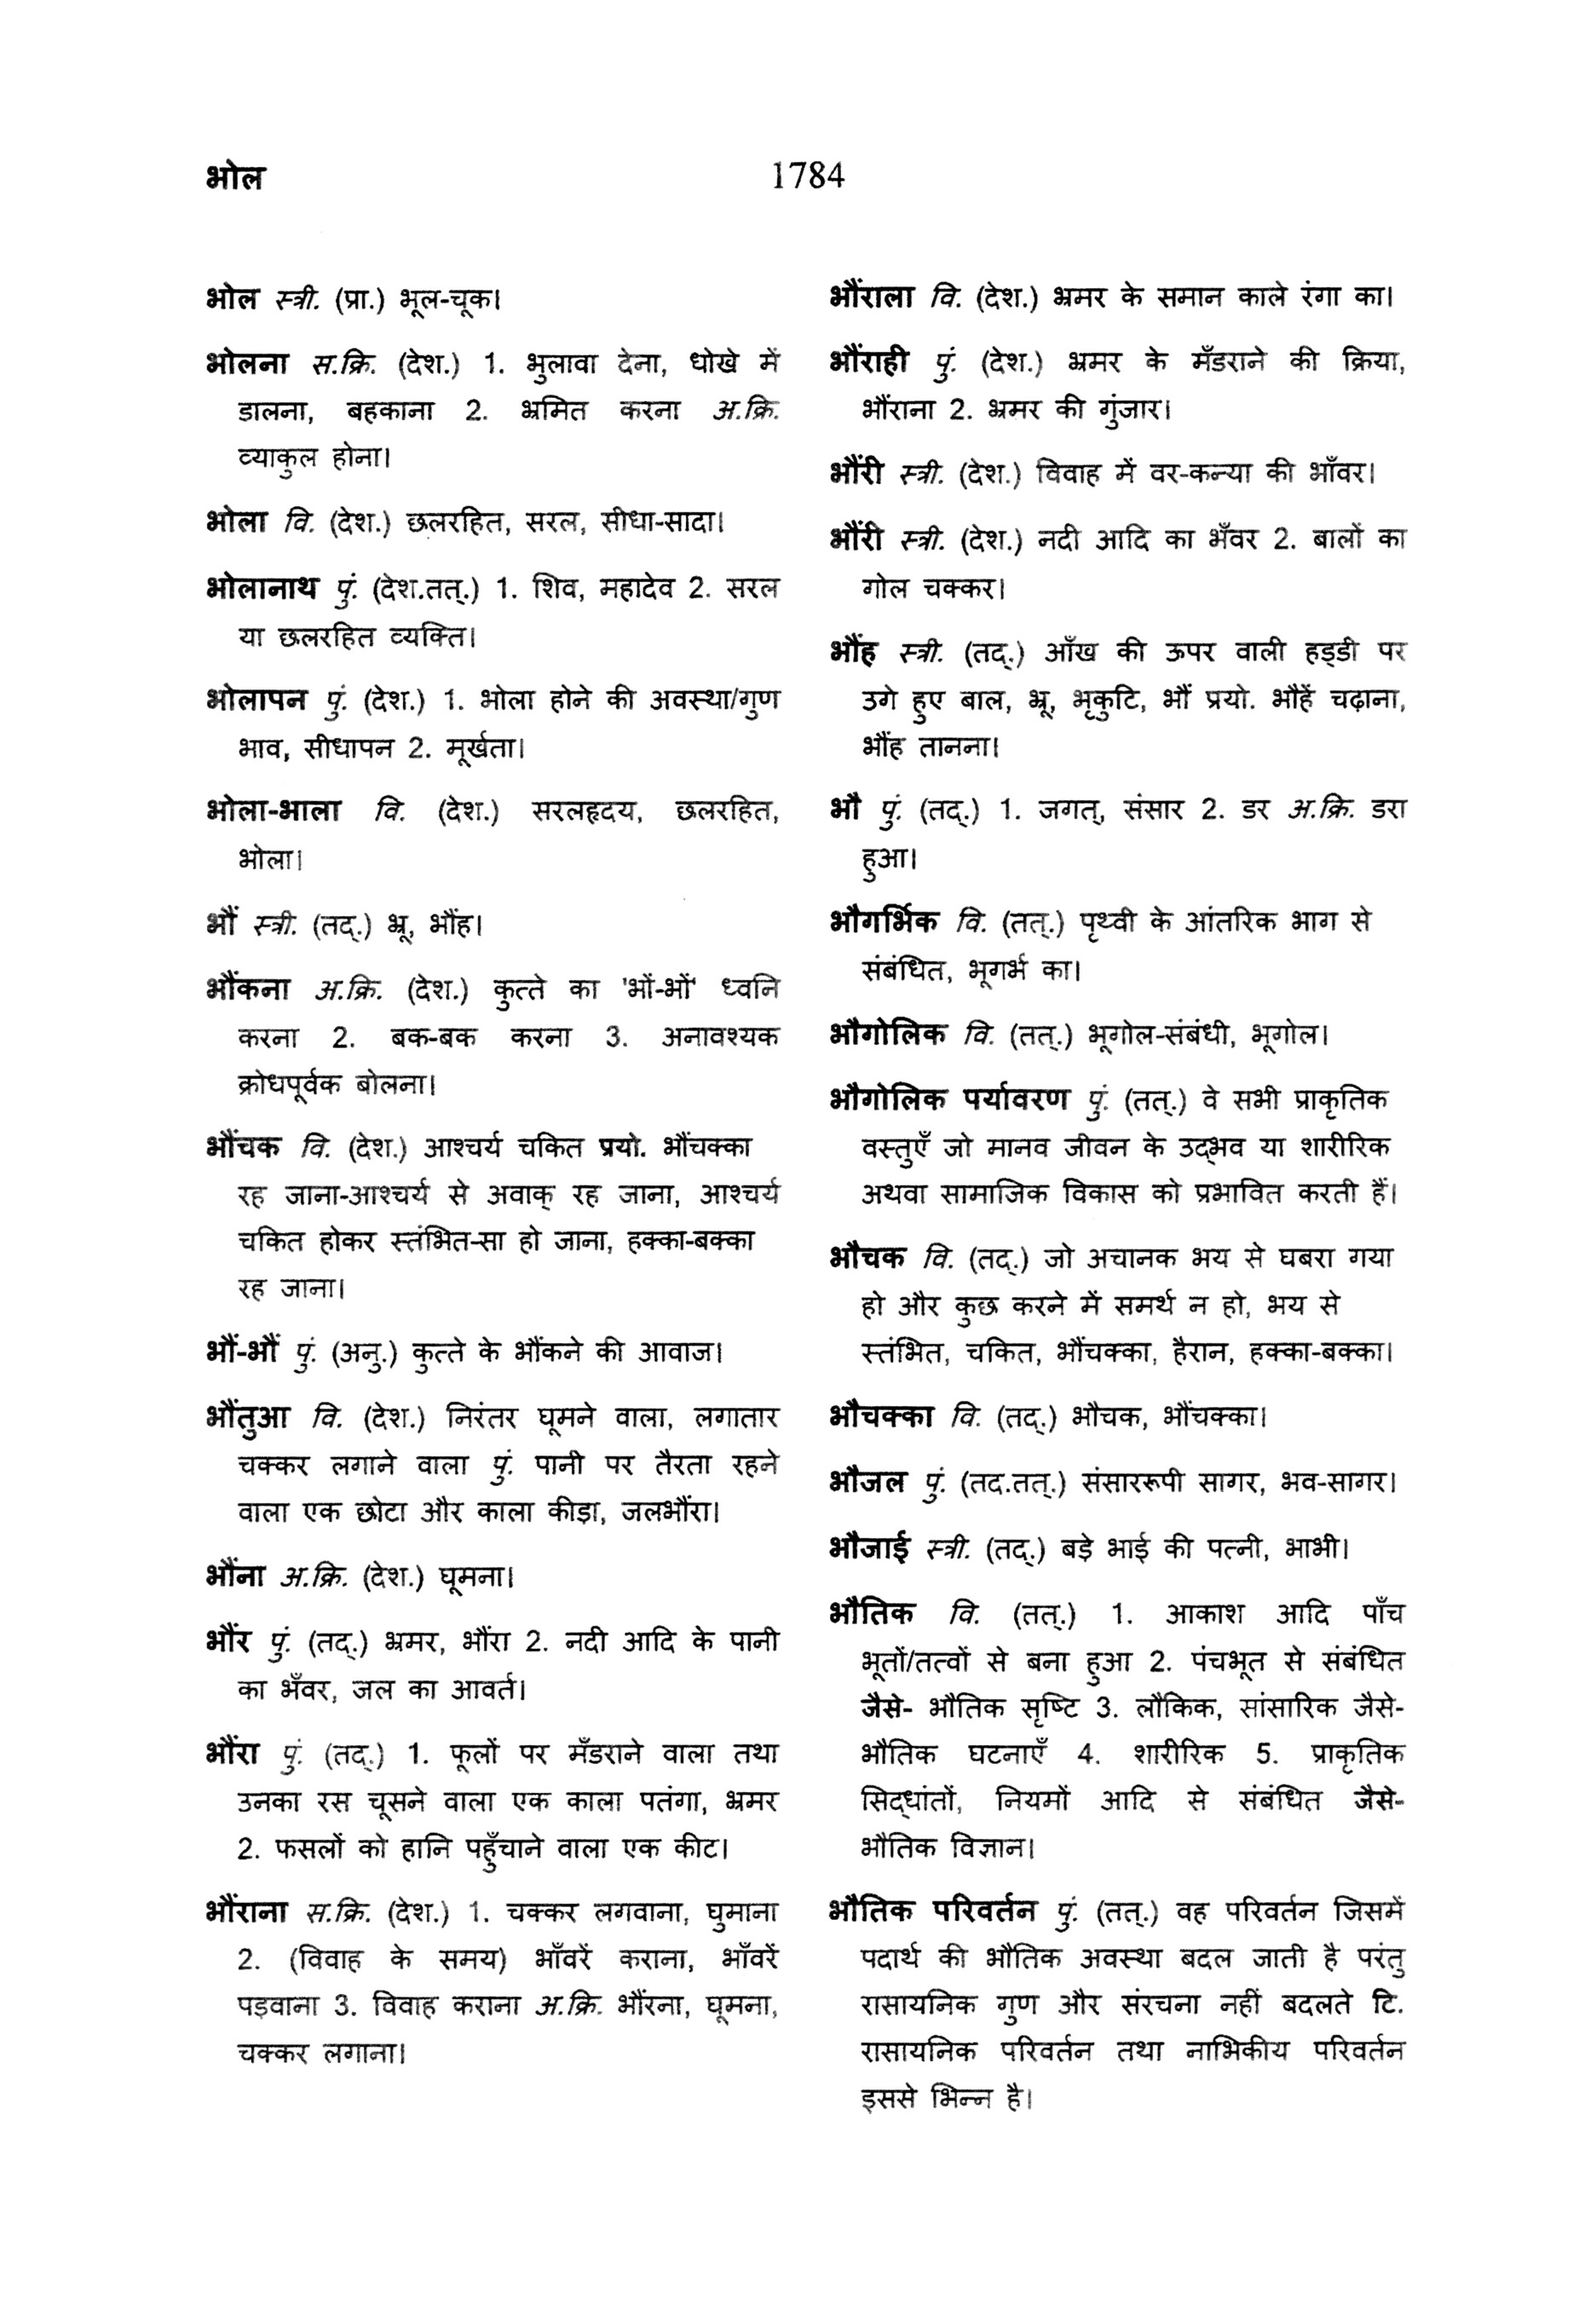 भोल
1784
भोल स्त्री. (प्रा.) भूल-चूक।
भोलना स.क्रि. (देश.) 1. भुलावा देना, धोखे में
डालना, बहकाना 2. भ्रमित करना अ.क्रि.
व्याकुल होना।
भोला वि. (देश.) छलरहित, सरल, सीधा-सादा।
भोलानाथ पुं. (देश.तत्.) 1. शिव, महादेव 2. सरल
या छलरहित व्यक्ति।
भोलापन पुं. (देश.) 1. भोला होने की अवस्था/गुण
भाव, सीधापन 2. मूर्खता।
भोला-भाला वि. (देश.) सरलहृदय, छलरहित,
भोला।
भौं स्त्री. (तद्.) भ्रू, भौंह।
भौंकना अ.क्रि. (देश.) कुत्ते का 'भों-भों' ध्वनि
करना 2. बक-बक करना 3. अनावश्यक
क्रोधपूर्वक बोलना।
भौंचक वि. (देश.) आश्चर्य चकित प्रयो. भौंचक्का
रह जाना-आश्चर्य से अवाक् रह जाना, आश्चर्य
चकित होकर स्तंभित-सा हो जाना, हक्का-बक्का
रह जाना।
भौं-भौं पुं. (अनु.) कुत्ते के भौंकने की आवाज।
भौंतुआ वि. (देश.) निरंतर घूमने वाला, लगातार
चक्कर लगाने वाला पुं. पानी पर तैरता रहने
वाला एक छोटा और काला कीड़ा, जलभौंरा।
भौंना अ.क्रि. (देश.) घूमना।
भौंर पुं. (तद्.) भ्रमर, भौंरा 2. नदी आदि के पानी
का भँवर, जल का आवर्त।
भौंरा पुं. (तद्.) 1. फूलों पर मँडराने वाला तथा
उनका रस चूसने वाला एक काला पतंगा, भ्रमर
2. फसलों को हानि पहुँचाने वाला एक कीट।
भौंराना स.क्रि. (देश.) 1. चक्कर लगवाना, घुमाना
2. (विवाह के समय) भाँवरें कराना, भाँवरें
पड़वाना 3. विवाह कराना अ.क्रि. भौंरना, घूमना,
चक्कर लगाना।
भौंराला वि. (देश.) भ्रमर के समान काले रंगा का।
भौंराही पुं. (देश.) भ्रमर के मँडराने की क्रिया,
भौंराना 2. भ्रमर की गुंजार।
भौंरी स्त्री. (देश.) विवाह में वर-कन्या की भाँवर।
भौंरी स्त्री. (देश.) नदी आदि का भँवर 2. बालों का
गोल चक्कर।
भौंह स्त्री. (तद्.) आँख की ऊपर वाली हड्डी पर
उगे हुए बाल, भ्रू, भृकुटि, भौं प्रयो. भौहें चढ़ाना,
भौंह तानना।
भौ पुं. (तद्.) 1. जगत्, संसार 2. डर अ.क्रि. डरा
हुआ।
भौगर्भिक वि. (तत्.) पृथ्वी के आंतरिक भाग से
संबंधित, भूगर्भ का।
भौगोलिक वि. (तत्.) भूगोल-संबंधी, भूगोल।
भौगोलिक पर्यावरण पुं. (तत्.) वे सभी प्राकृतिक
वस्तुएँ जो मानव जीवन के उद्‌भव या शारीरिक
अथवा सामाजिक विकास को प्रभावित करती हैं।
भौचक वि. (तद्.) जो अचानक भय से घबरा गया
हो और कुछ करने में समर्थ न हो, भय से
स्तंभित, चकित, भौंचक्का, हैरान, हक्का-बक्का।
भौचक्का वि. (तद्.) भौचक, भौंचक्का।
भौजल पुं. (तद.तत्.) संसाररूपी सागर, भव-सागर।
भौजाई स्त्री. (तद्.) बड़े भाई की पत्नी, भाभी।
भौतिक वि. (तत्.) 1. आकाश आदि पाँच
भूतों/तत्वों से बना हुआ 2. पंचभूत से संबंधित
जैसे- भौतिक सृष्टि 3. लौकिक, सांसारिक जैसे-
भौतिक घटनाएँ 4. शारीरिक 5. प्राकृतिक
सिद्‌धांतों, नियमों आदि से संबंधित जैसे-
भौतिक विज्ञान।
भौतिक परिवर्तन पुं. (तत्.) वह परिवर्तन जिसमें
पदार्थ की भौतिक अवस्था बदल जाती है परंतु
रासायनिक गुण और संरचना नहीं बदलते टि.
रासायनिक परिवर्तन तथा नाभिकीय परिवर्तन
इससे भिन्न है।